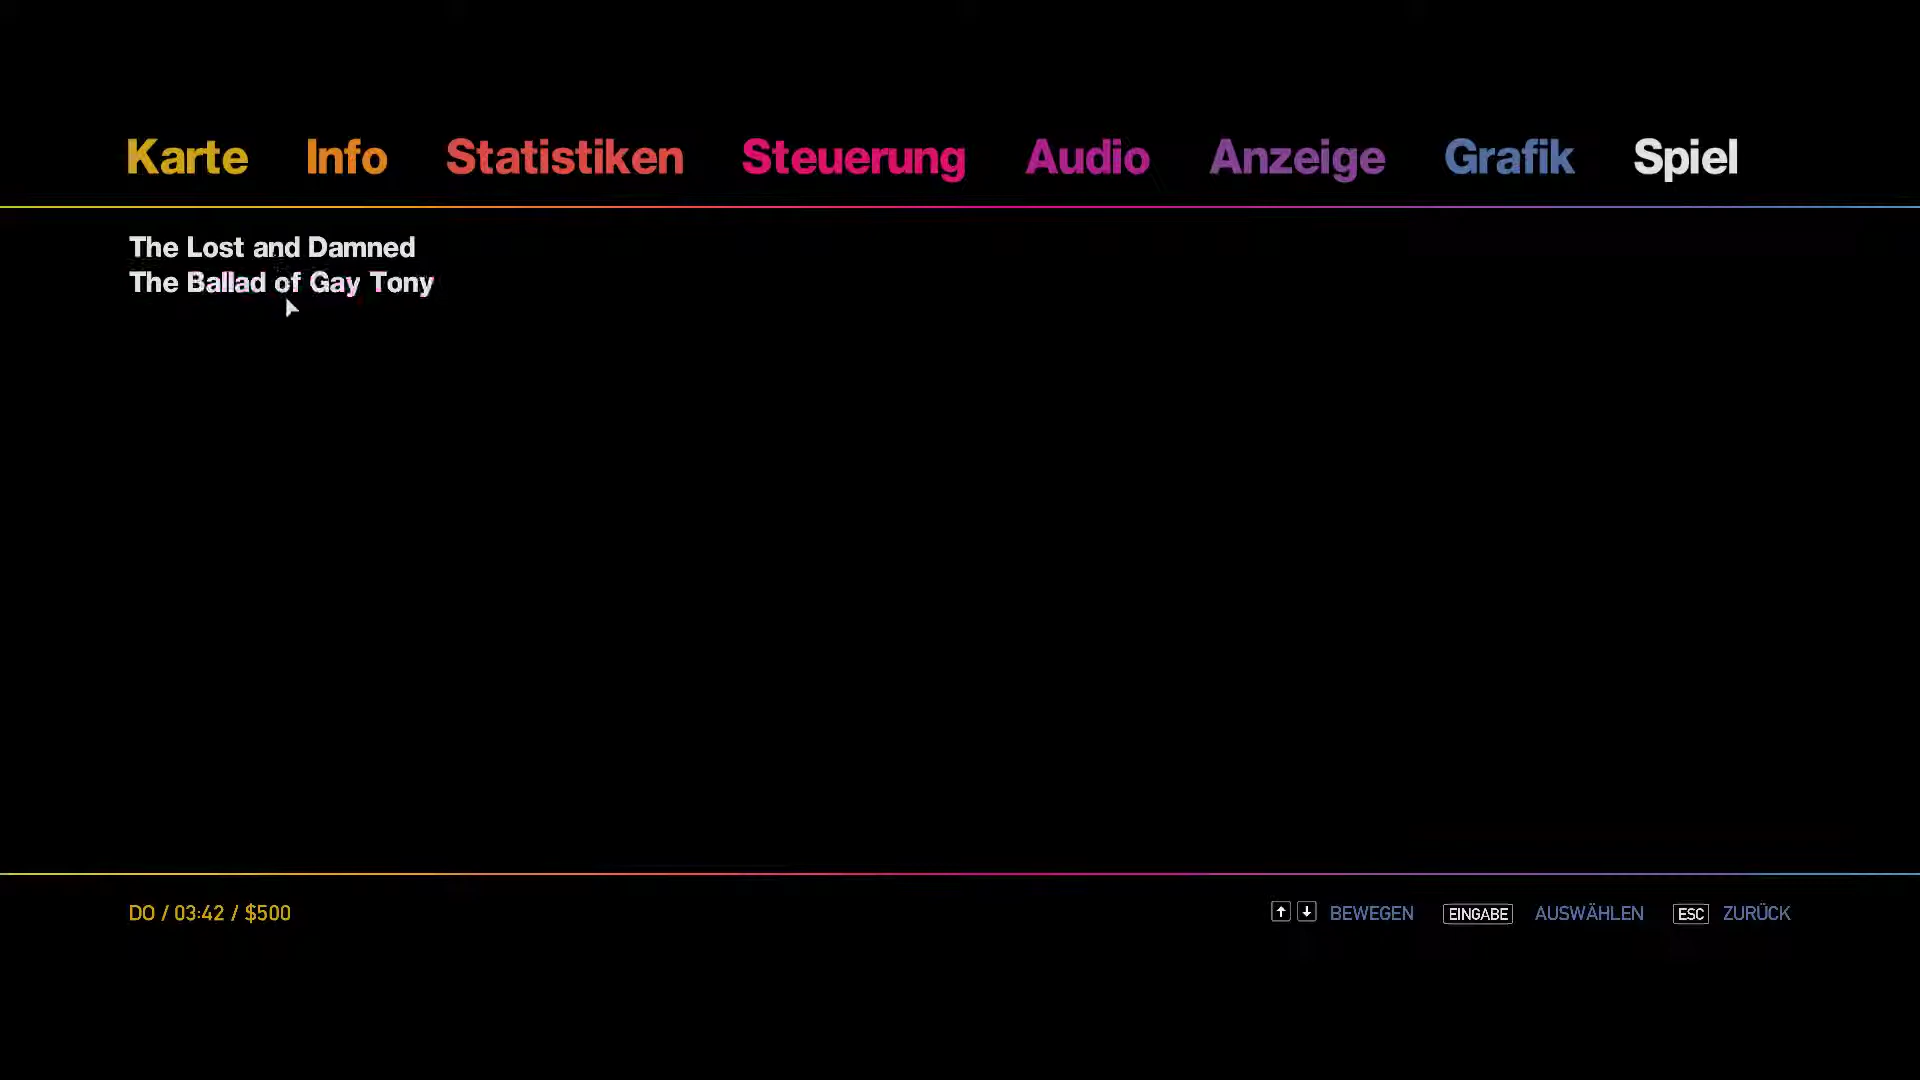 Karte Info Statistiken Steuerung Audio Anzeige Grafik Spiel
The Lost and Damned
The Ballad of Gay Tony
DO / 03:42 / $500
↑ ↓ BEWEGEN EINGABE AUSWÄHLEN ESC ZURÜCK